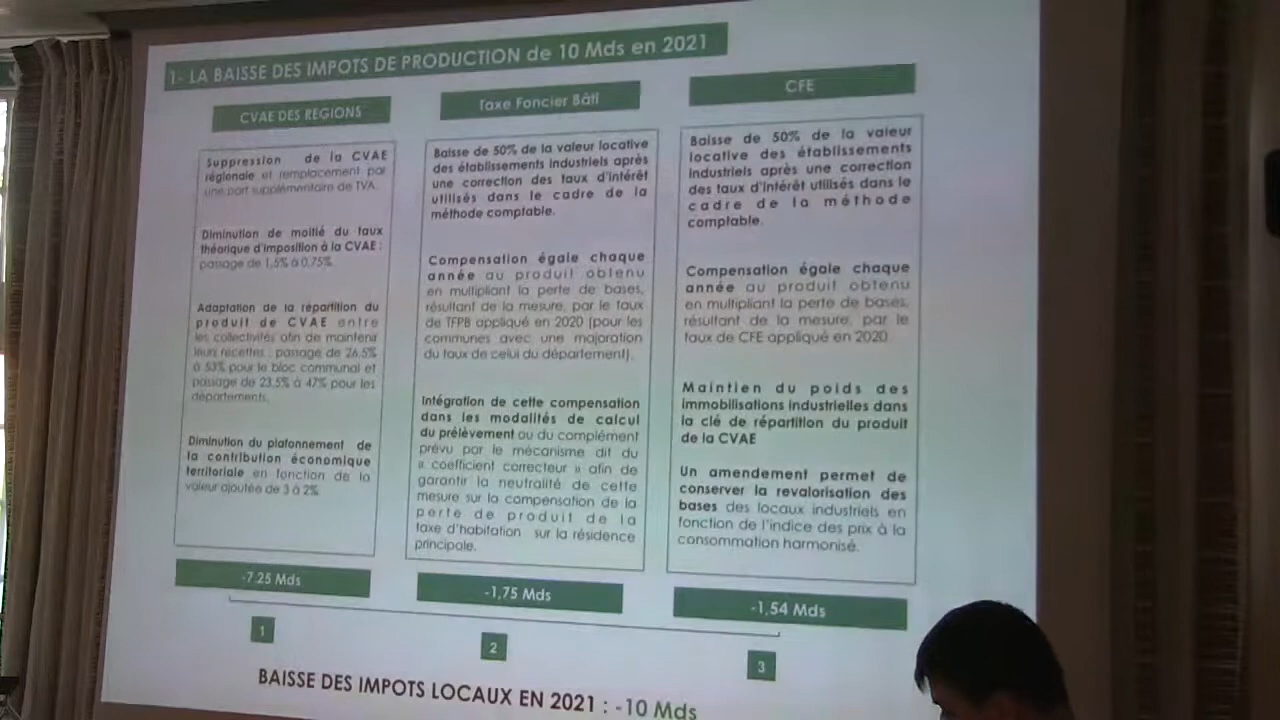 1- LA BAISSE DES IMPOTS DE PRODUCTION de 10 Mds en 2021
CVAE DES REGIONS
Suppression de la CVAE
régionale et remplacement par
une part supplémentaire de TVA.
Diminution de moitié du taux
théorique d'imposition à la CVAE :
passage de 1,5% à 0,75%.
Adaptation de la répartition du
produit de CVAE entre
les collectivités afin de maintenir
leurs recettes : passage de 26,5%
à 53% pour le bloc communal et
passage de 23,5% à 47% pour les
départements.
Diminution du plafonnement de
la contribution économique
territoriale en fonction de la
valeur ajoutée de 3 à 2%
-7,25 Mds
1
Taxe Foncier Bâti
Baisse de 50% de la valeur locative
des établissements industriels après
une correction des taux d'intérêt
utilisés dans le cadre de la
méthode comptable.
Compensation égale chaque
année au produit obtenu
en multipliant la perte de bases,
résultant de la mesure, par le taux
de TFPB appliqué en 2020 (pour les
communes avec une majoration
du taux de celui du département).
Intégration de cette compensation
dans les modalités de calcul
du prélèvement ou du complément
prévu par le mécanisme dit du
« coefficient correcteur » afin de
garantir la neutralité de cette
mesure sur la compensation de la
perte de produit de la
taxe d'habitation sur la résidence
principale.
-1,75 Mds
2
CFE
Baisse de 50% de la valeur
locative des établissements
industriels après une correction
des taux d'intérêt utilisés dans le
cadre de la méthode
comptable.
Compensation égale chaque
année au produit obtenu
en multipliant la perte de bases,
résultant de la mesure, par le
taux de CFE appliqué en 2020.
Maintien du poids des
immobilisations industrielles dans
la clé de répartition du produit
de la CVAE
Un amendement permet de
conserver la revalorisation des
bases des locaux industriels en
fonction de l'indice des prix à la
consommation harmonisé.
-1,54 Mds
3
BAISSE DES IMPOTS LOCAUX EN 2021 : -10 Mds